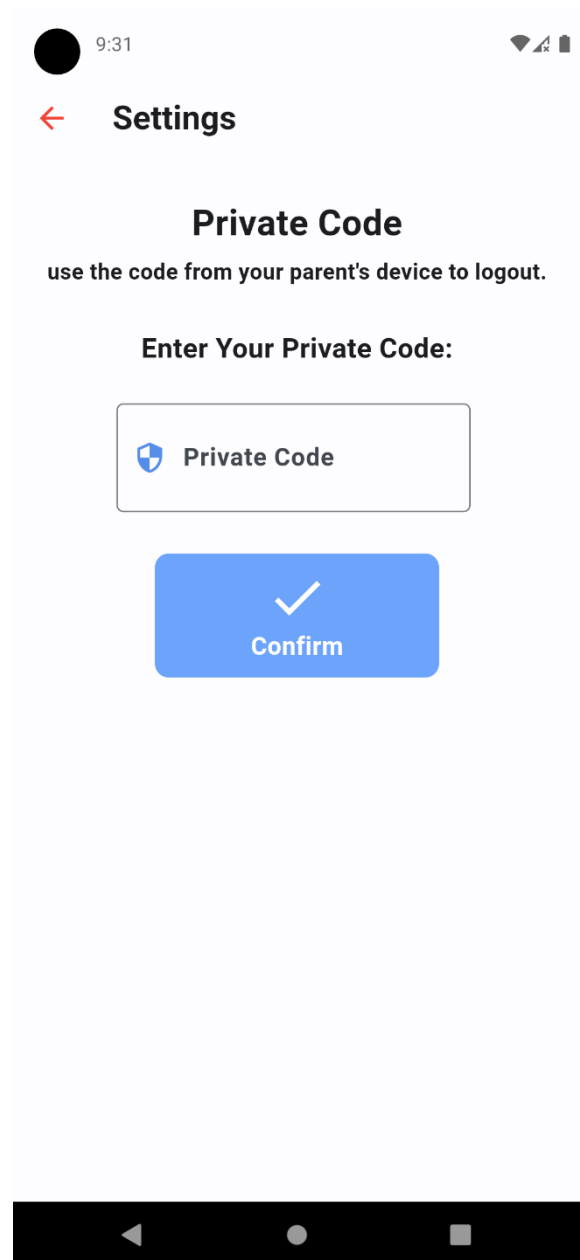 9:31
Settings
Private Code
use the code from your parent's device to logout.
Enter Your Private Code:
Private Code
Confirm